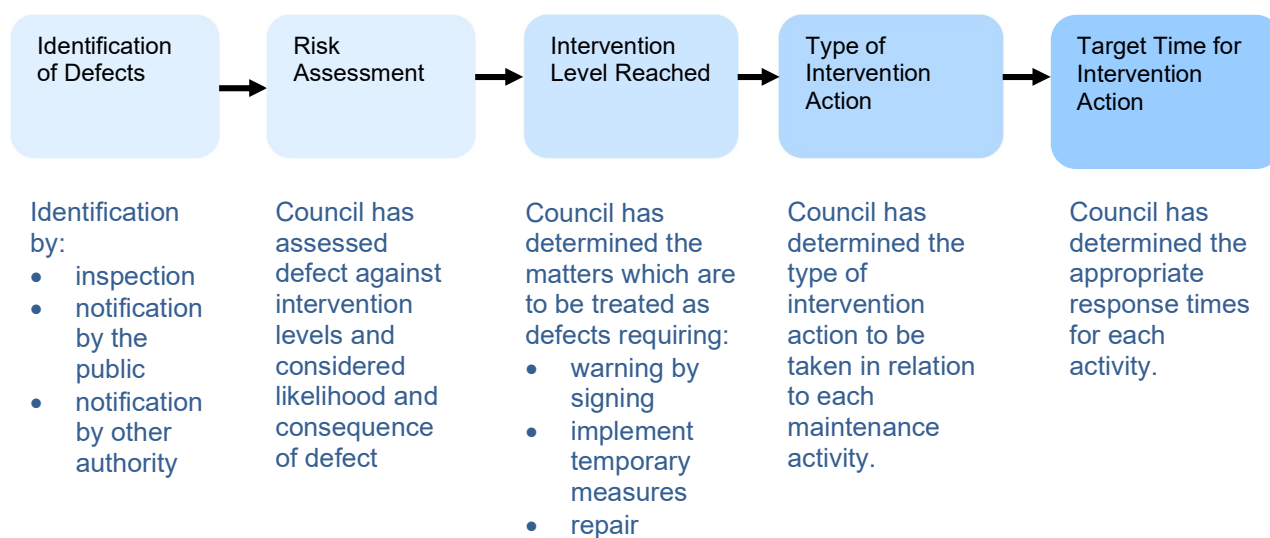 Identification
of Defects
Risk
Assessment
Intervention
Level Reached
Type of
Intervention
Action
Target Time for
Intervention
Action
Identification
by:
• inspection
• notification
by the
public
• notification
by other
authority
Council has
assessed
defect against
intervention
levels and
considered
likelihood and
consequence
of defect
Council has
determined the
matters which are
to be treated as
defects requiring:
• warning by
signing
• implement
temporary
measures
• repair
Council has
determined the
type of
intervention
action to be
taken in relation
to each
maintenance
activity.
Council has
determined the
appropriate
response times
for each
activity.